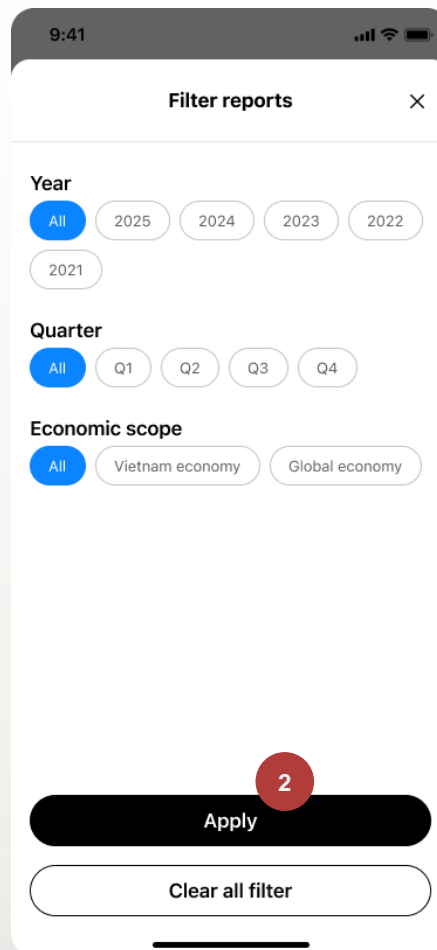 9:41
Filter reports
Year
All 2025 2024 2023 2022
2021
Quarter
All Q1 Q2 Q3 Q4
Economic scope
All Vietnam economy Global economy
2
Apply
Clear all filter